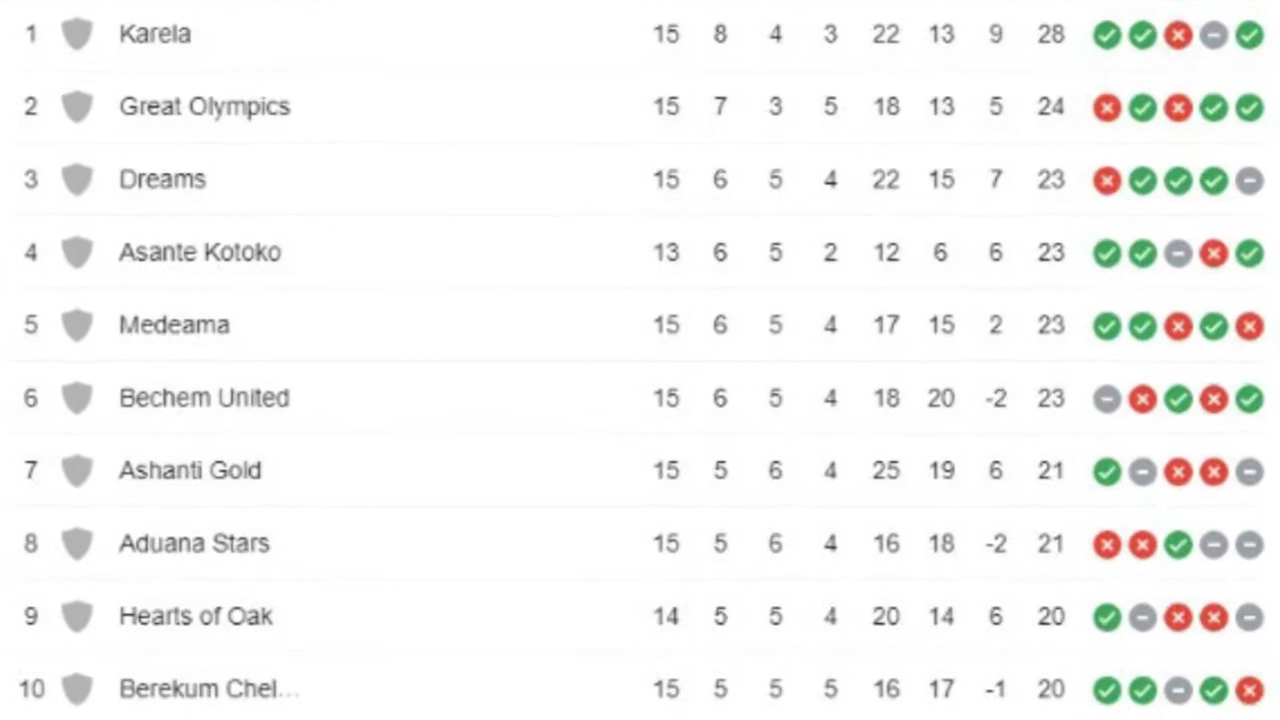 1 Karela 15 8 4 3 22 13 9 28
2 Great Olympics 15 7 3 5 18 13 5 24
3 Dreams 15 6 5 4 22 15 7 23
4 Asante Kotoko 13 6 5 2 12 6 6 23
5 Medeama 15 6 5 4 17 15 2 23
6 Bechem United 15 6 5 4 18 20 -2 23
7 Ashanti Gold 15 5 6 4 25 19 6 21
8 Aduana Stars 15 5 6 4 16 18 -2 21
9 Hearts of Oak 14 5 5 4 20 14 6 20
10 Berekum Chel... 15 5 5 5 16 17 -1 20